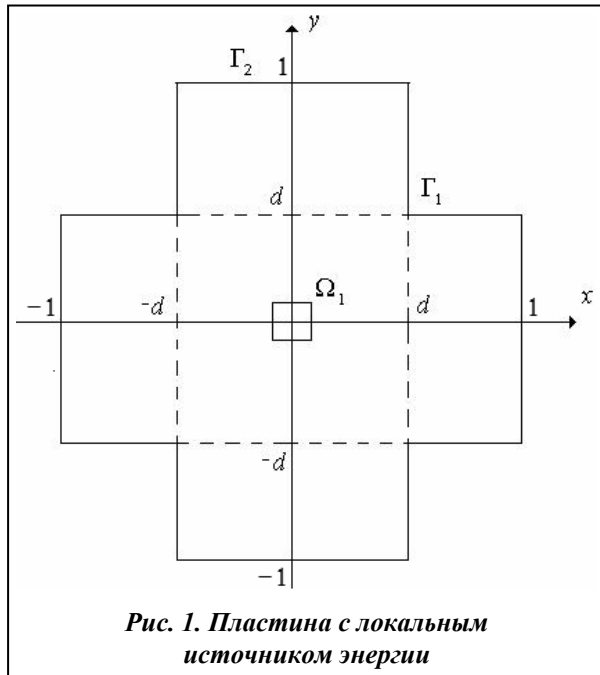 y
Γ₂
1
d
Γ₁
Ω₁
−1
-d
d
1
x
-d
−1
Рис. 1. Пластина с локальным
источником энергии